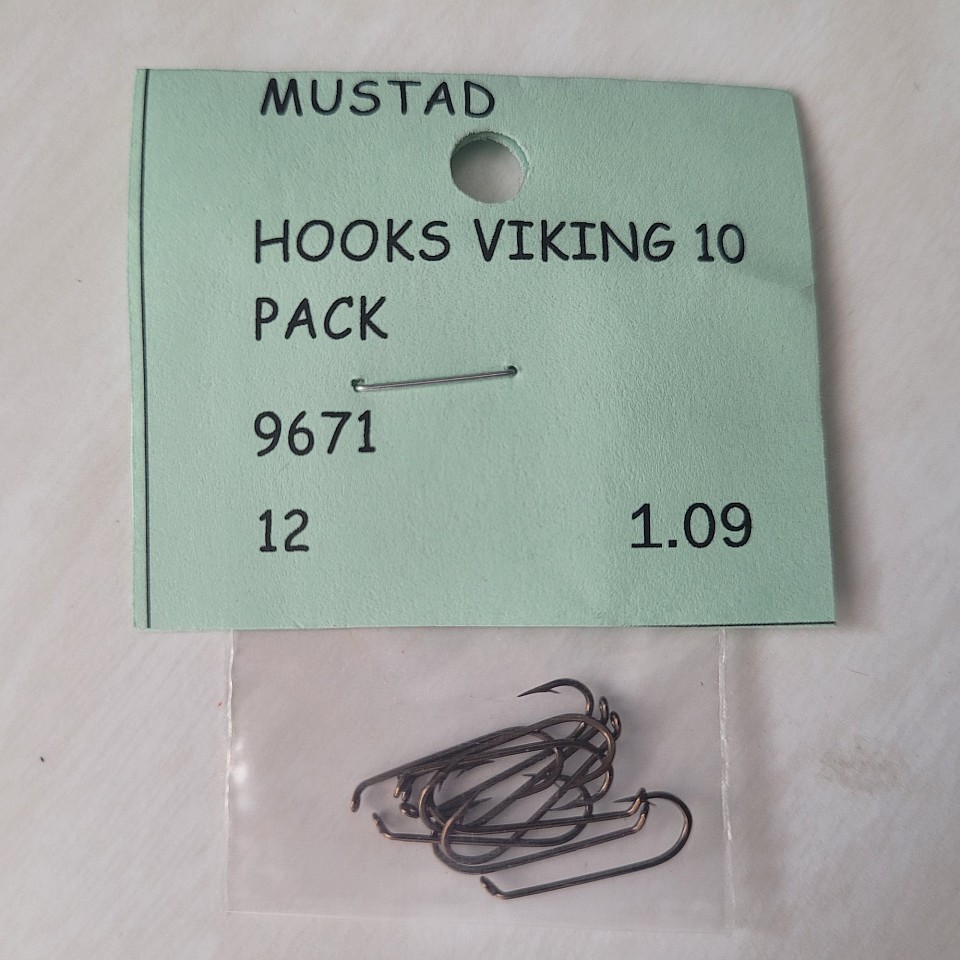 MUSTAD
HOOKS VIKING 10
PACK
9671
12 1.09